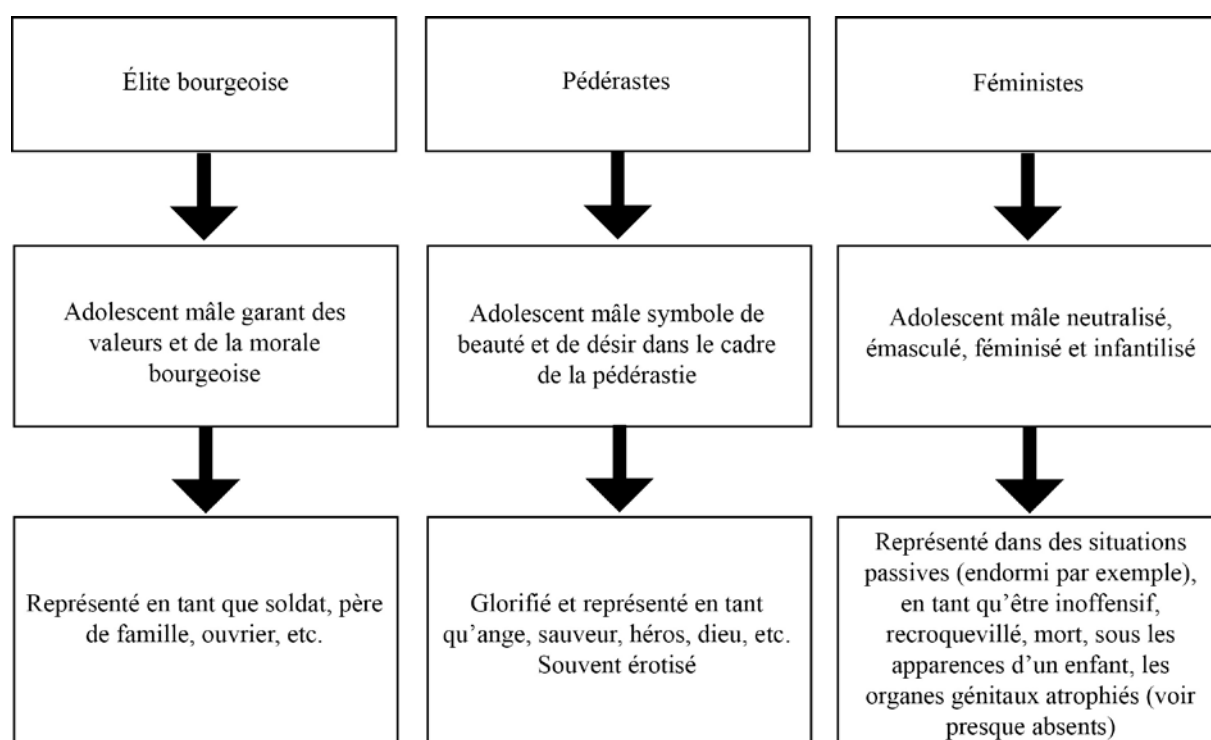 Élite bourgeoise
Pédérastes
Féministes
Adolescent mâle garant des
valeurs et de la morale
bourgeoise
Adolescent mâle symbole de
beauté et de désir dans le cadre
de la pédérastie
Adolescent mâle neutralisé,
émasculé, féminisé et infantilisé
Représenté en tant que soldat, père
de famille, ouvrier, etc.
Glorifié et représenté en tant
qu’ange, sauveur, héros, dieu, etc.
Souvent érotisé
Représenté dans des situations
passives (endormi par exemple),
en tant qu’être inoffensif,
recroquevillé, mort, sous les
apparences d’un enfant, les
organes génitaux atrophiés (voir
presque absents)